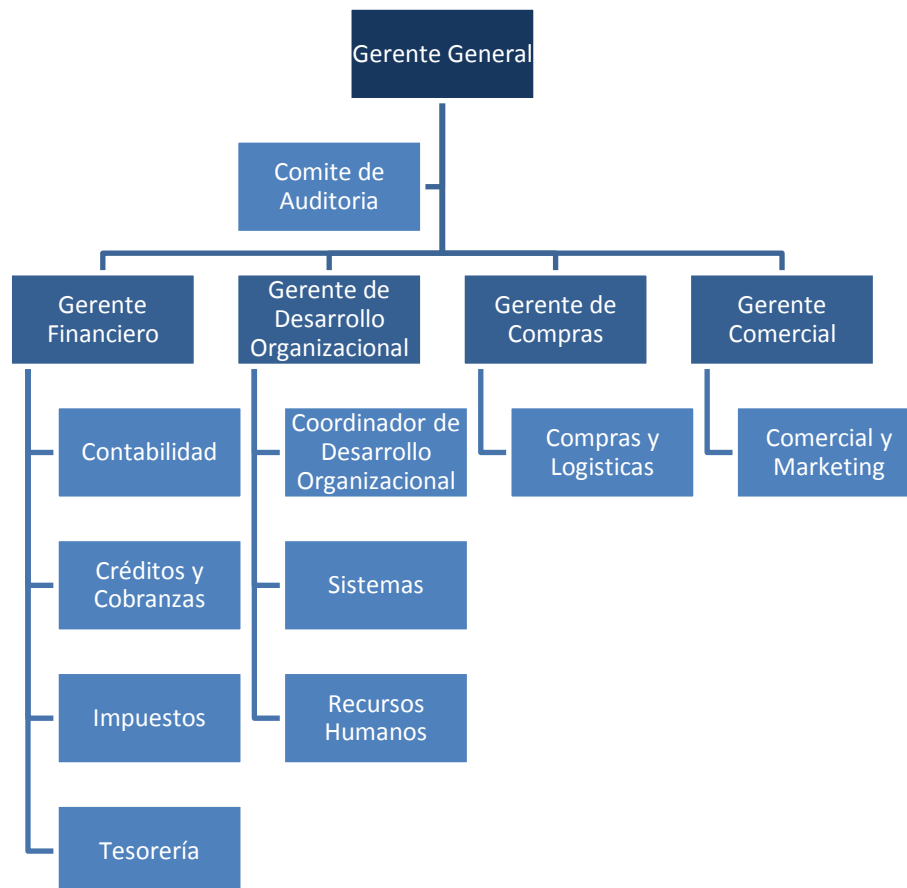 Gerente General
Comite de
Auditoria
Gerente
Financiero
Gerente de
Desarrollo
Organizacional
Gerente de
Compras
Gerente
Comercial
Contabilidad
Coordinador de
Desarrollo
Organizacional
Compras y
Logisticas
Comercial y
Marketing
Créditos y
Cobranzas
Sistemas
Impuestos
Recursos
Humanos
Tesorería